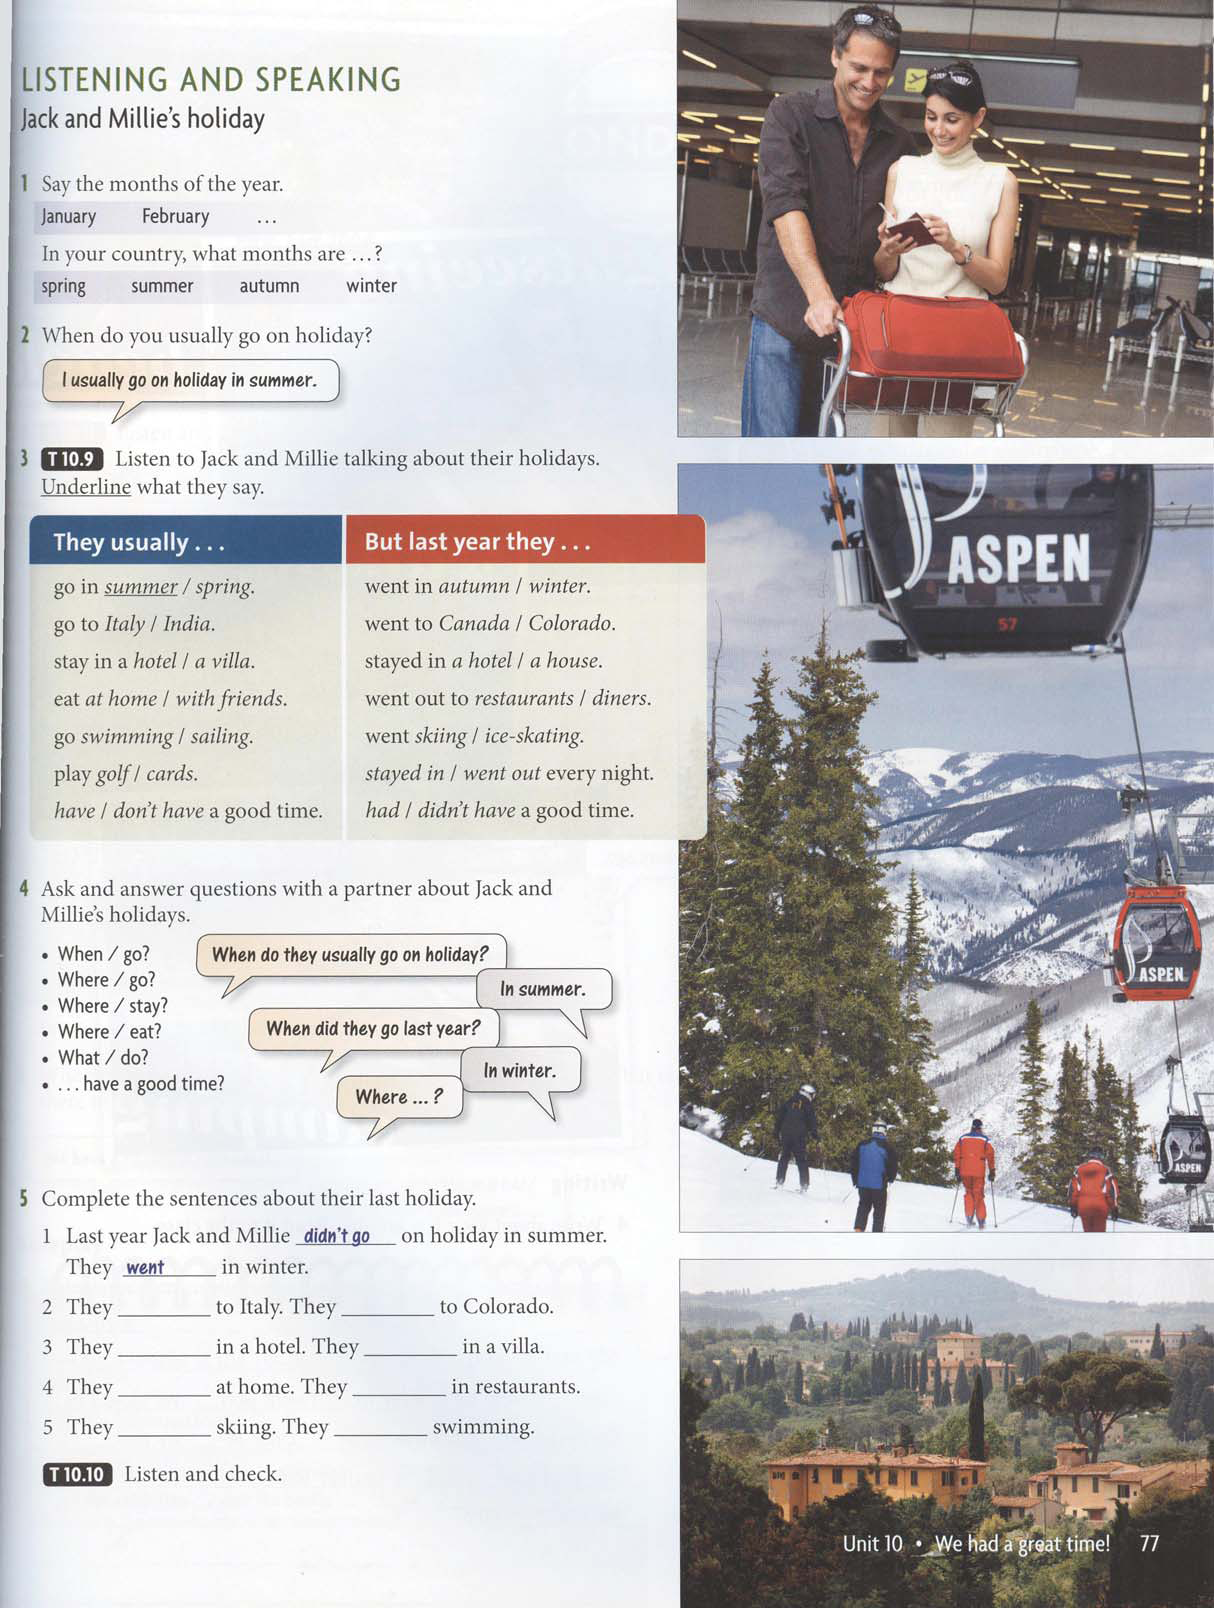 LISTENING AND SPEAKING
Jack and Millie's holiday
1 Say the months of the year.
January February ...
In your country, what months are ...?
spring summer autumn winter
2 When do you usually go on holiday?
I usually go on holiday in summer.
3 T 10.9 Listen to Jack and Millie talking about their holidays.
Underline what they say.
They usually ...
go in summer / spring.
go to Italy / India.
stay in a hotel / a villa.
eat at home / with friends.
go swimming / sailing.
play golf / cards.
have / don't have a good time.
But last year they ...
went in autumn / winter.
went to Canada / Colorado.
stayed in a hotel / a house.
went out to restaurants / diners.
went skiing / ice-skating.
stayed in / went out every night.
had / didn't have a good time.
4 Ask and answer questions with a partner about Jack and
Millie's holidays.
• When / go?
• Where / go?
• Where / stay?
• Where / eat?
• What / do?
• ... have a good time?
When do they usually go on holiday?
In summer.
When did they go last year?
In winter.
Where ... ?
5 Complete the sentences about their last holiday.
1 Last year Jack and Millie didn't go on holiday in summer.
They went in winter.
2 They ________ to Italy. They ________ to Colorado.
3 They ________ in a hotel. They ________ in a villa.
4 They ________ at home. They ________ in restaurants.
5 They ________ skiing. They ________ swimming.
T 10.10 Listen and check.
ASPEN
57
ASPEN
ASPEN
Unit 10 • We had a great time! 77